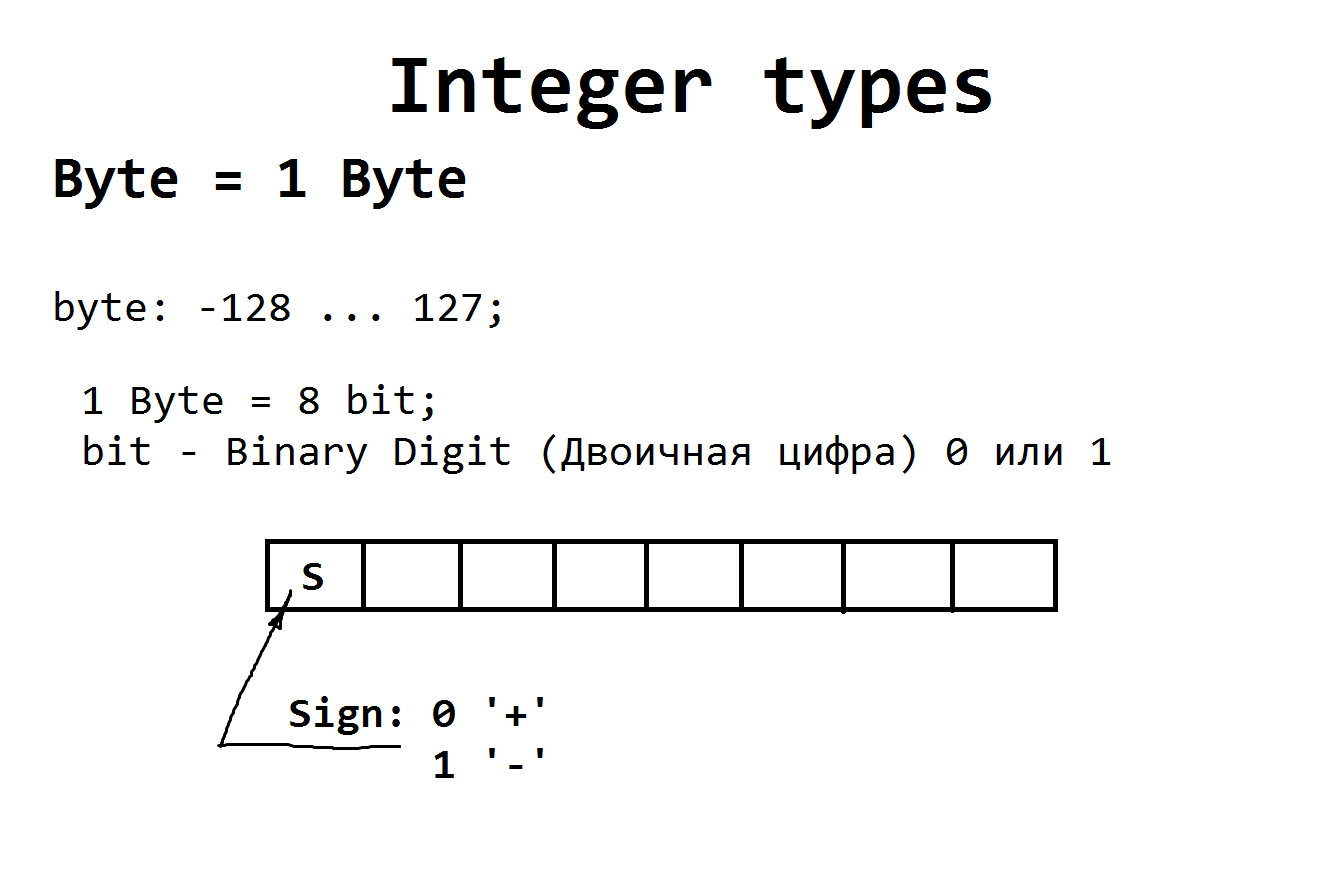 Integer types
Byte = 1 Byte
byte: -128 ... 127;
1 Byte = 8 bit;
bit - Binary Digit (Двоичная цифра) 0 или 1
S
Sign: 0 '+'
1 '-'